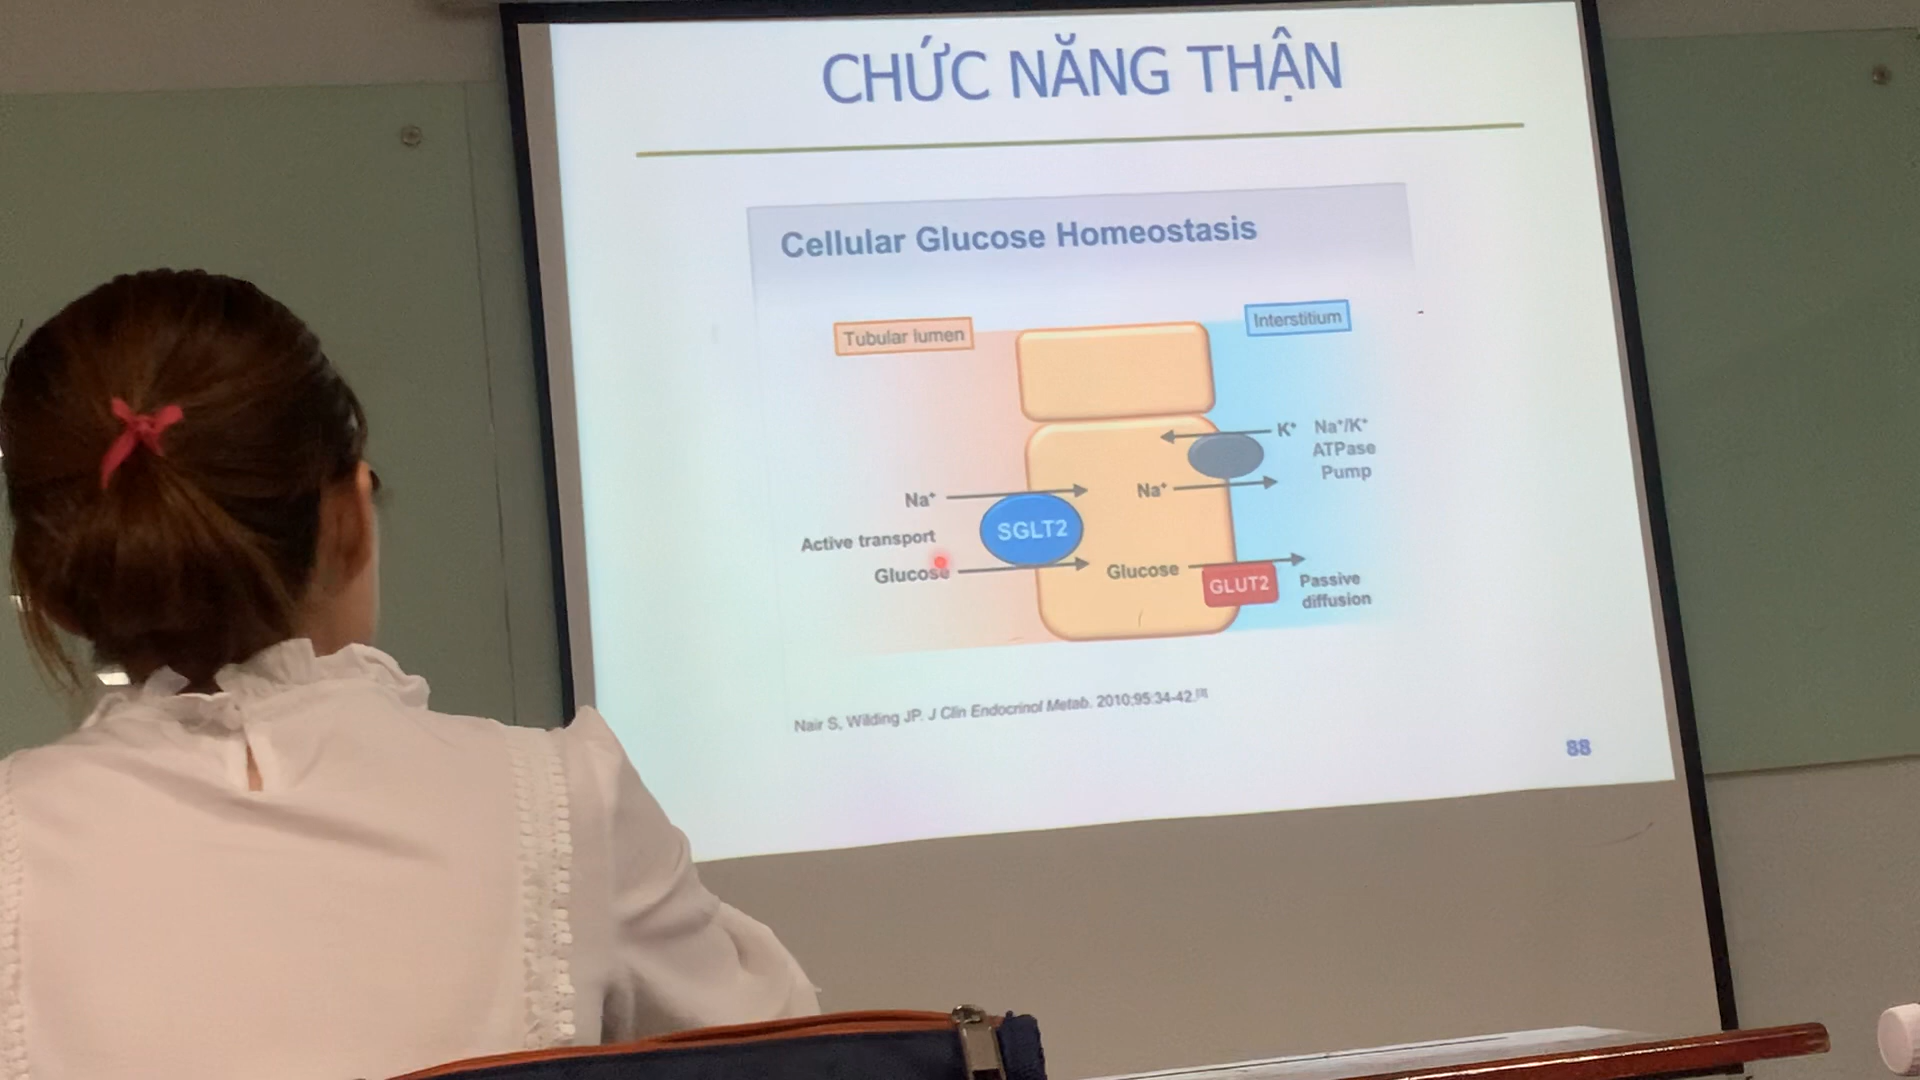 CHỨC NĂNG THẬN
Cellular Glucose Homeostasis
Tubular lumen
Interstitium
K⁺ Na⁺/K⁺
ATPase
Pump
Na⁺
Na⁺
Active transport
SGLT2
Glucose
Glucose
GLUT2
Passive
diffusion
Nair S, Wilding JP. J Clin Endocrinol Metab. 2010;95:34-42.
88